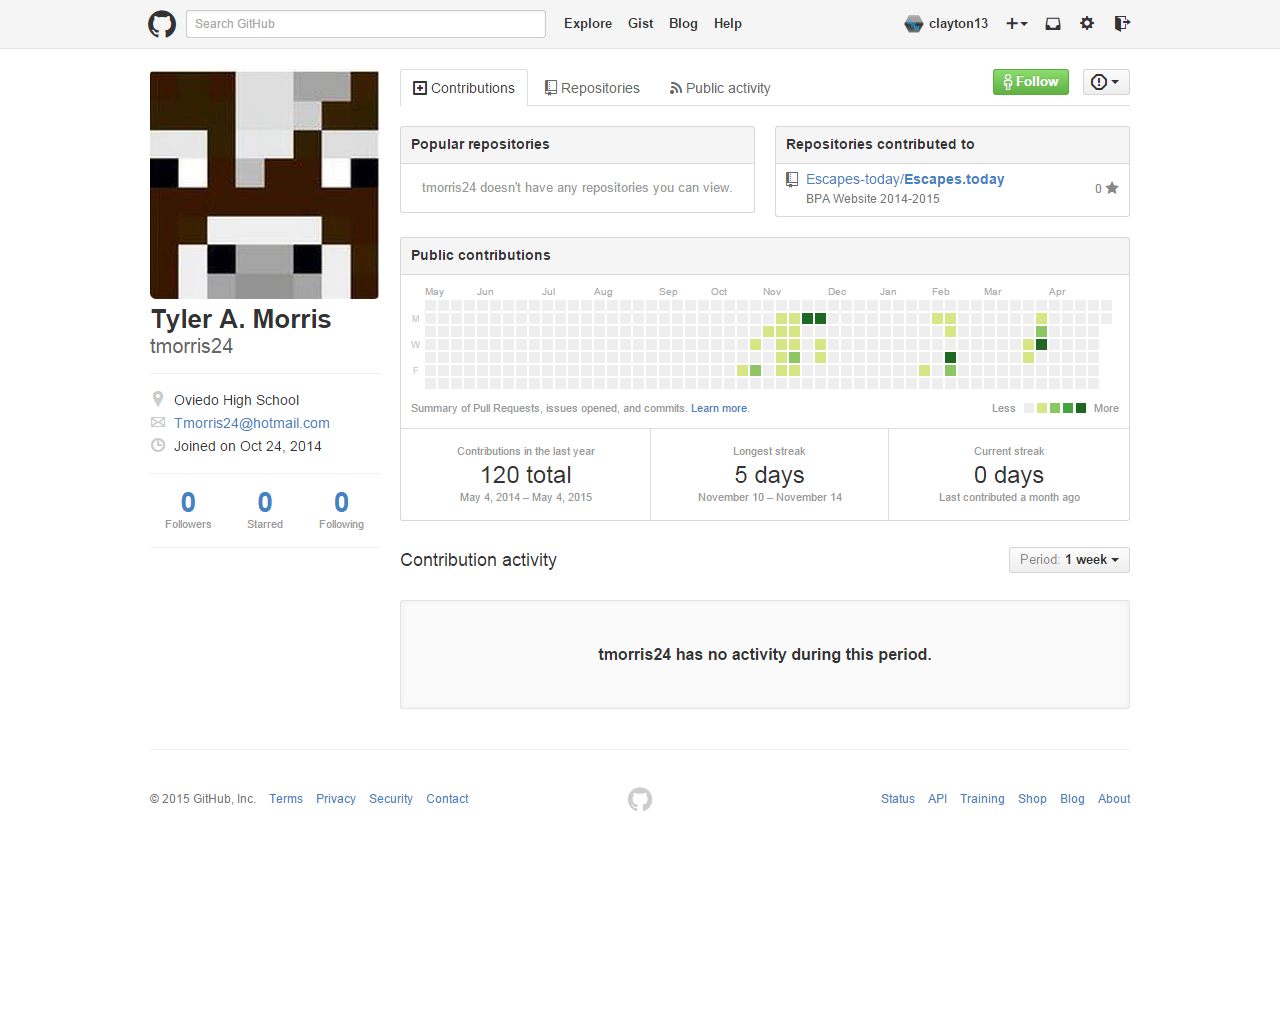 Search GitHub
Explore Gist Blog Help
clayton13
Contributions Repositories Public activity
Follow
Popular repositories
tmorris24 doesn't have any repositories you can view.
Repositories contributed to
Escapes-today/Escapes.today
BPA Website 2014-2015
0
Tyler A. Morris
tmorris24
Oviedo High School
Tmorris24@hotmail.com
Joined on Oct 24, 2014
0 0 0
Followers Starred Following
Public contributions
May Jun Jul Aug Sep Oct Nov Dec Jan Feb Mar Apr
M
W
F
Summary of Pull Requests, issues opened, and commits. Learn more.
Less More
Contributions in the last year
120 total
May 4, 2014 – May 4, 2015
Longest streak
5 days
November 10 – November 14
Current streak
0 days
Last contributed a month ago
Contribution activity
Period: 1 week
tmorris24 has no activity during this period.
© 2015 GitHub, Inc. Terms Privacy Security Contact
Status API Training Shop Blog About